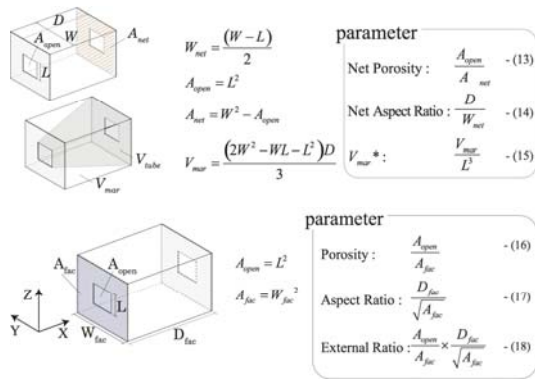 D
W
A_open
A_net
L
V_tube
V_mar
W_net = (W − L) / 2
A_open = L²
A_net = W² − A_open
V_mar = (2W² − WL − L²)D / 3
parameter
Net Porosity : A_open / A_net - (13)
Net Aspect Ratio : D / W_net - (14)
V_mar * : V_mar / L³ - (15)
A_fac
A_open
L
Z
Y
X
W_fac
D_fac
A_open = L²
A_fac = W_fac²
parameter
Porosity : A_open / A_fac - (16)
Aspect Ratio : D_fac / √A_fac - (17)
External Ratio : A_open / A_fac × D_fac / √A_fac - (18)